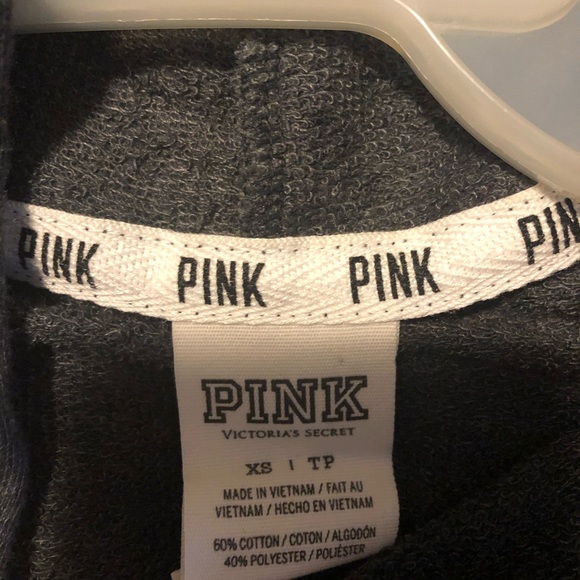 PINK PINK PINK PIN
PINK
VICTORIA'S SECRET
XS | TP
MADE IN VIETNAM / FAIT AU
VIETNAM / HECHO EN VIETNAM
60% COTTON / COTON / ALGODÓN
40% POLYESTER / POLIÉSTER